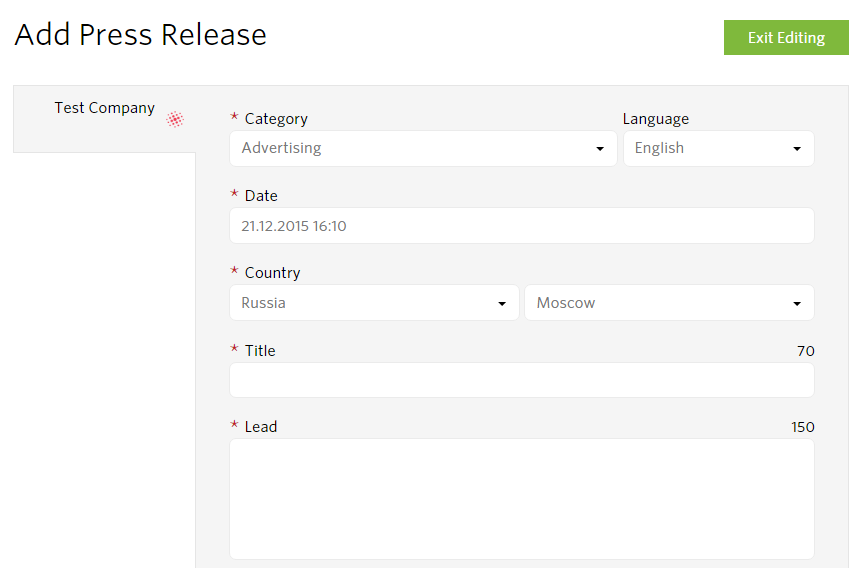 Add Press Release
Exit Editing
Test Company
* Category
Language
Advertising
English
* Date
21.12.2015 16:10
* Country
Russia
Moscow
* Title
70
* Lead
150